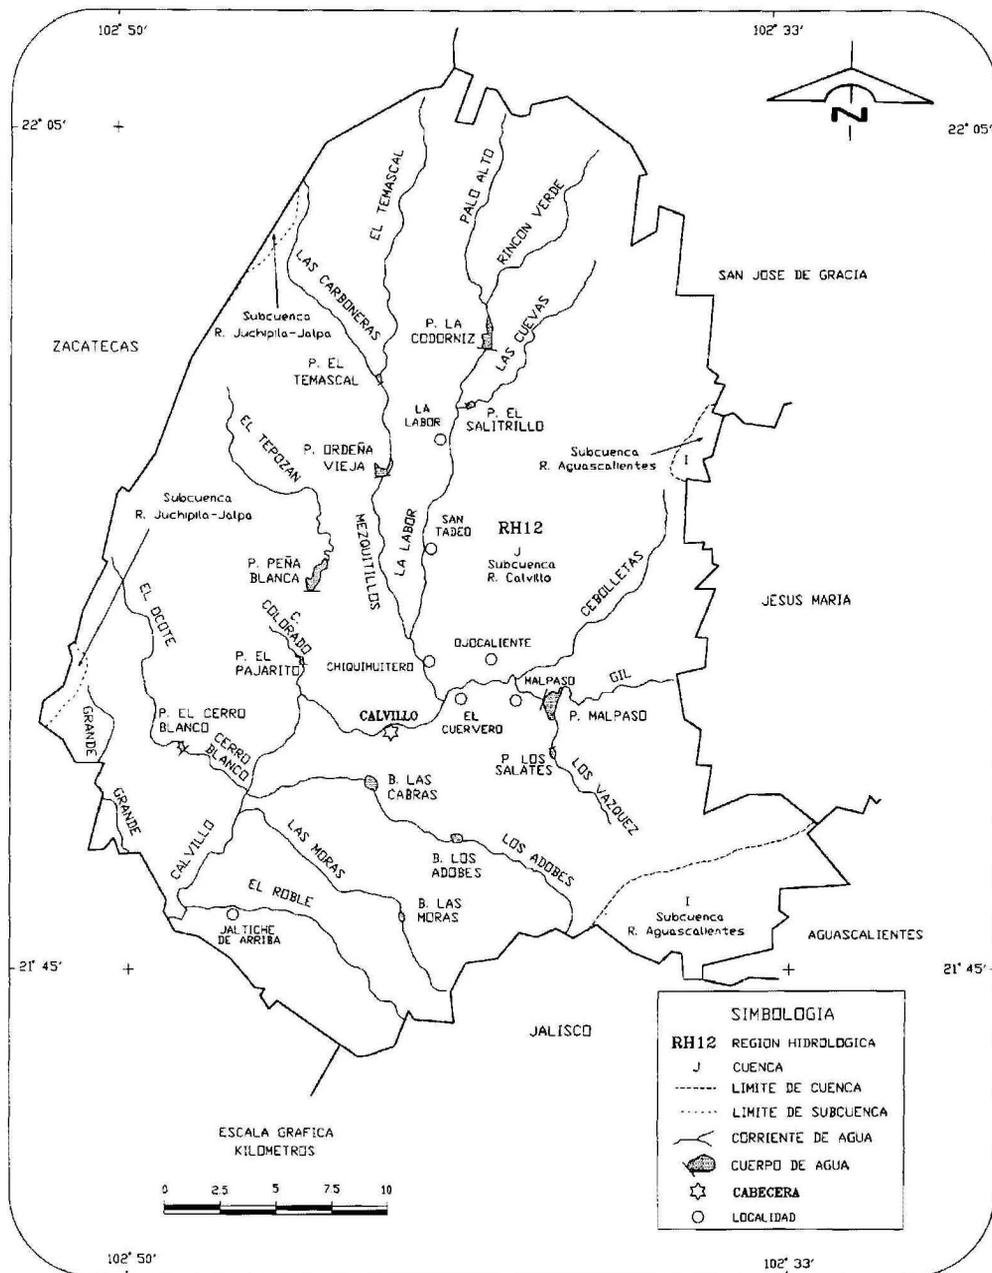 102° 50'
102° 33'
22° 05'
22° 05'
N
EL TEMASCAL
PALO ALTO
RINCON VERDE
LAS CARBONERAS
SAN JOSE DE GRACIA
Subcuenca
R. Juchipila-Jalpa
P. LA
CODORNIZ
LAS CUEVAS
ZACATECAS
P. EL
TEMASCAL
LA
LABOR
P. EL
SALITRILLO
EL TEPOZAN
P. ORDEÑA
VIEJA
Subcuenca
R. Aguascalientes
I
Subcuenca
R. Juchipila-Jalpa
MEZQUITILLOS
LA LABOR
SAN
TADEO
RH12
J
Subcuenca
R. Calvillo
P. PEÑA
BLANCA
CEBOLLETAS
EL OCOTE
C.
COLORADO
JESUS MARIA
P. EL
PAJARITO
CHIQUIHUITERO
OJOCALIENTE
MALPASO
GIL
GRANDE
P. EL CERRO
BLANCO
CERRO
BLANCO
CALVILLO
EL
CUERVERO
P. MALPASO
P. LOS
SALATES
LOS VAZQUEZ
B. LAS
CABRAS
GRANDE
CALVILLO
LAS MORAS
B. LOS
ADOBES
LOS ADOBES
EL ROBLE
B. LAS
MORAS
JALTICHE
DE ARRIBA
I
Subcuenca
R. Aguascalientes
AGUASCALIENTES
21° 45'
21° 45'
JALISCO
SIMBOLOGIA
RH12 REGION HIDROLOGICA
J CUENCA
LIMITE DE CUENCA
LIMITE DE SUBCUENCA
CORRIENTE DE AGUA
CUERPO DE AGUA
CABECERA
LOCALIDAD
ESCALA GRAFICA
KILOMETROS
0 2.5 5 7.5 10
102° 50'
102° 33'